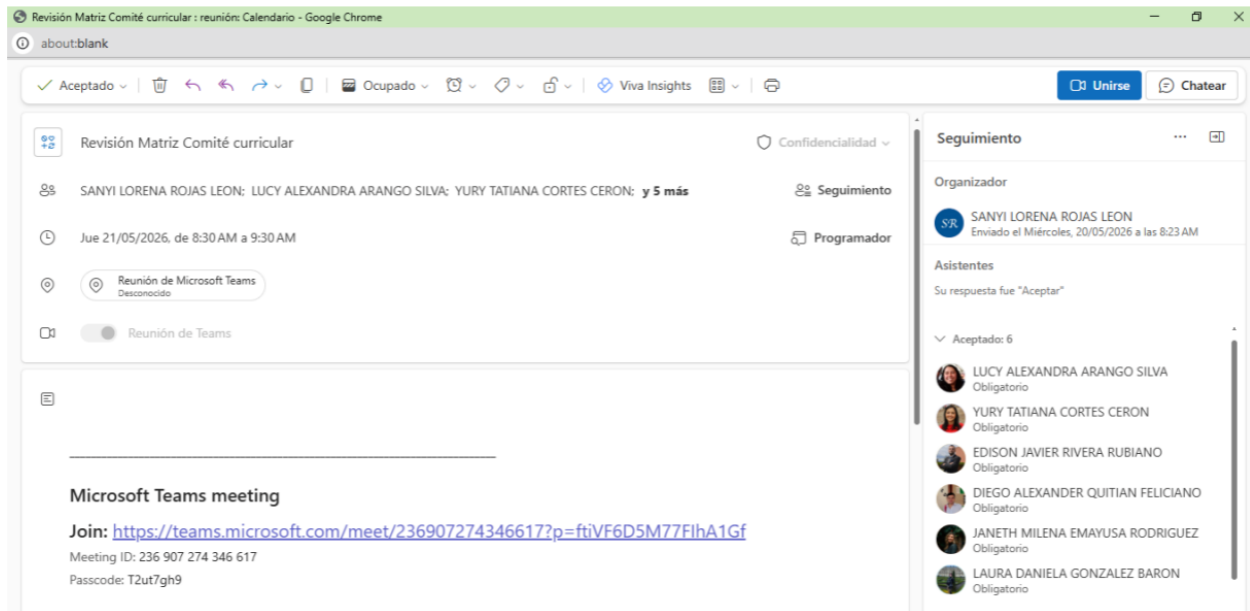 Revisión Matriz Comité curricular : reunión: Calendario - Google Chrome
about:blank
Aceptado
Ocupado
Viva Insights
Unirse
Chatear
Revisión Matriz Comité curricular
Confidencialidad
SANYI LORENA ROJAS LEON; LUCY ALEXANDRA ARANGO SILVA; YURY TATIANA CORTES CERON; y 5 más
Seguimiento
Jue 21/05/2026, de 8:30 AM a 9:30 AM
Programador
Reunión de Microsoft Teams
Desconocido
Reunión de Teams
Microsoft Teams meeting
Join: https://teams.microsoft.com/meet/236907274346617?p=ftiVF6D5M77FIhA1Gf
Meeting ID: 236 907 274 346 617
Passcode: T2ut7gh9
Seguimiento
Organizador
SR
SANYI LORENA ROJAS LEON
Enviado el Miércoles, 20/05/2026 a las 8:23 AM
Asistentes
Su respuesta fue "Aceptar"
Aceptado: 6
LUCY ALEXANDRA ARANGO SILVA
Obligatorio
YURY TATIANA CORTES CERON
Obligatorio
EDISON JAVIER RIVERA RUBIANO
Obligatorio
DIEGO ALEXANDER QUITIAN FELICIANO
Obligatorio
JANETH MILENA EMAYUSA RODRIGUEZ
Obligatorio
LAURA DANIELA GONZALEZ BARON
Obligatorio